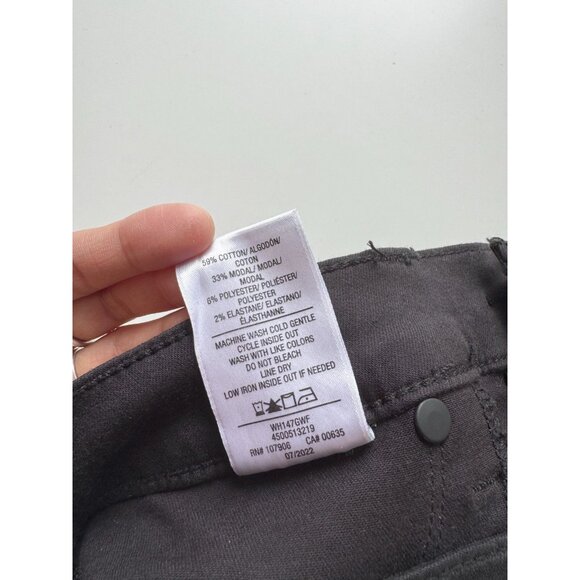 59% COTTON/ ALGODÓN/
COTON
33% MODAL/ MODAL/
MODAL
6% POLYESTER/ POLIÉSTER/
POLYESTER
2% ELASTANE/ ELASTANO/
ÉLASTHANNE
MACHINE WASH COLD GENTLE
CYCLE INSIDE OUT
WASH WITH LIKE COLORS
DO NOT BLEACH
LINE DRY
LOW IRON INSIDE OUT IF NEEDED
WH147GWF
4500513219
RN# 107906 CA# 00635
07/2022